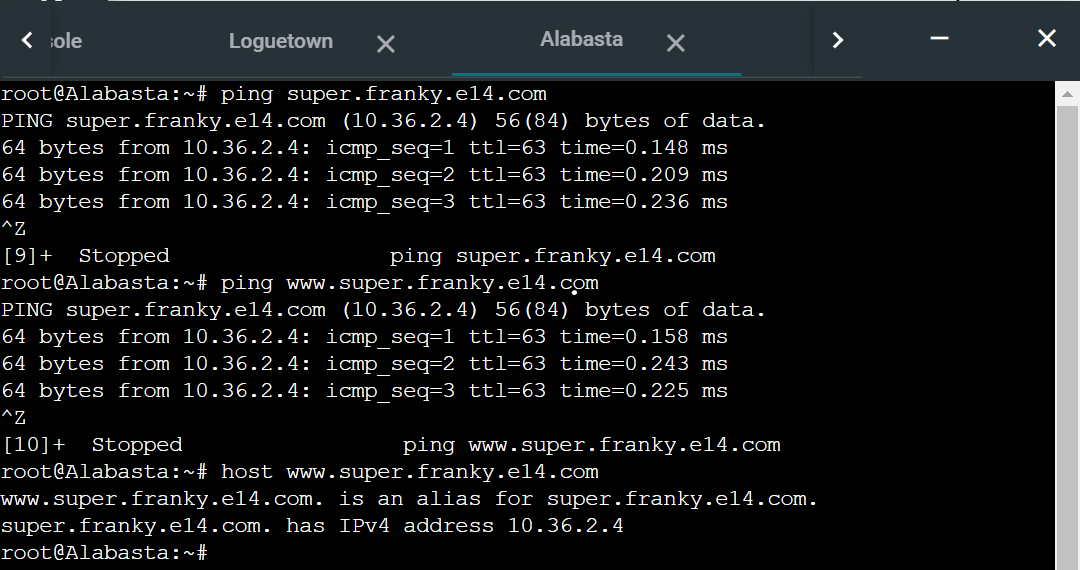 sole Loguetown Alabasta
root@Alabasta:~# ping super.franky.e14.com
PING super.franky.e14.com (10.36.2.4) 56(84) bytes of data.
64 bytes from 10.36.2.4: icmp_seq=1 ttl=63 time=0.148 ms
64 bytes from 10.36.2.4: icmp_seq=2 ttl=63 time=0.209 ms
64 bytes from 10.36.2.4: icmp_seq=3 ttl=63 time=0.236 ms
^Z
[9]+  Stopped                 ping super.franky.e14.com
root@Alabasta:~# ping www.super.franky.e14.com
PING super.franky.e14.com (10.36.2.4) 56(84) bytes of data.
64 bytes from 10.36.2.4: icmp_seq=1 ttl=63 time=0.158 ms
64 bytes from 10.36.2.4: icmp_seq=2 ttl=63 time=0.243 ms
64 bytes from 10.36.2.4: icmp_seq=3 ttl=63 time=0.225 ms
^Z
[10]+  Stopped                 ping www.super.franky.e14.com
root@Alabasta:~# host www.super.franky.e14.com
www.super.franky.e14.com. is an alias for super.franky.e14.com.
super.franky.e14.com. has IPv4 address 10.36.2.4
root@Alabasta:~#